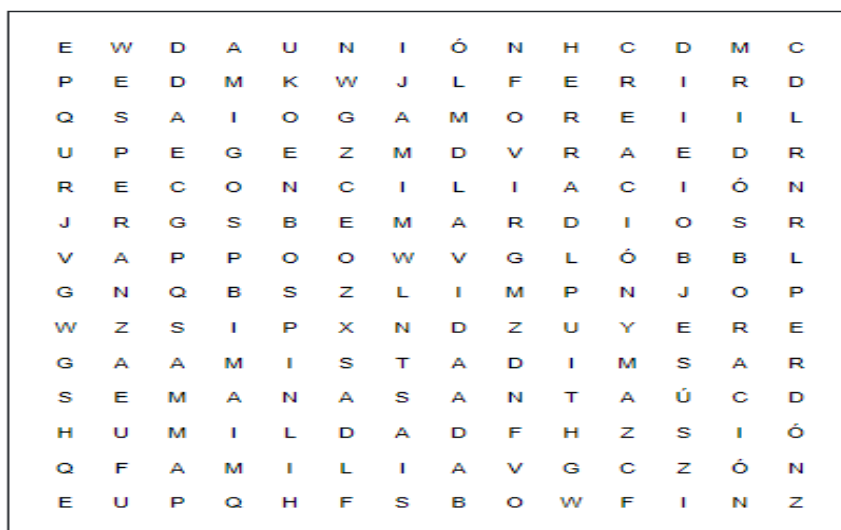 E W D A U N I Ó N H C D M C
P E D M K W J L F E R I R D
Q S A I O G A M O R E I I L
U P E G E Z M D V R A E D R
R E C O N C I L I A C I Ó N
J R G S B E M A R D I O S R
V A P P O O W V G L Ó B B L
G N Q B S Z L I M P N J O P
W Z S I P X N D Z U Y E R E
G A A M I S T A D I M S A R
S E M A N A S A N T A Ú C D
H U M I L D A D F H Z S I Ó
Q F A M I L I A V G C Z Ó N
E U P Q H F S B O W F I N Z